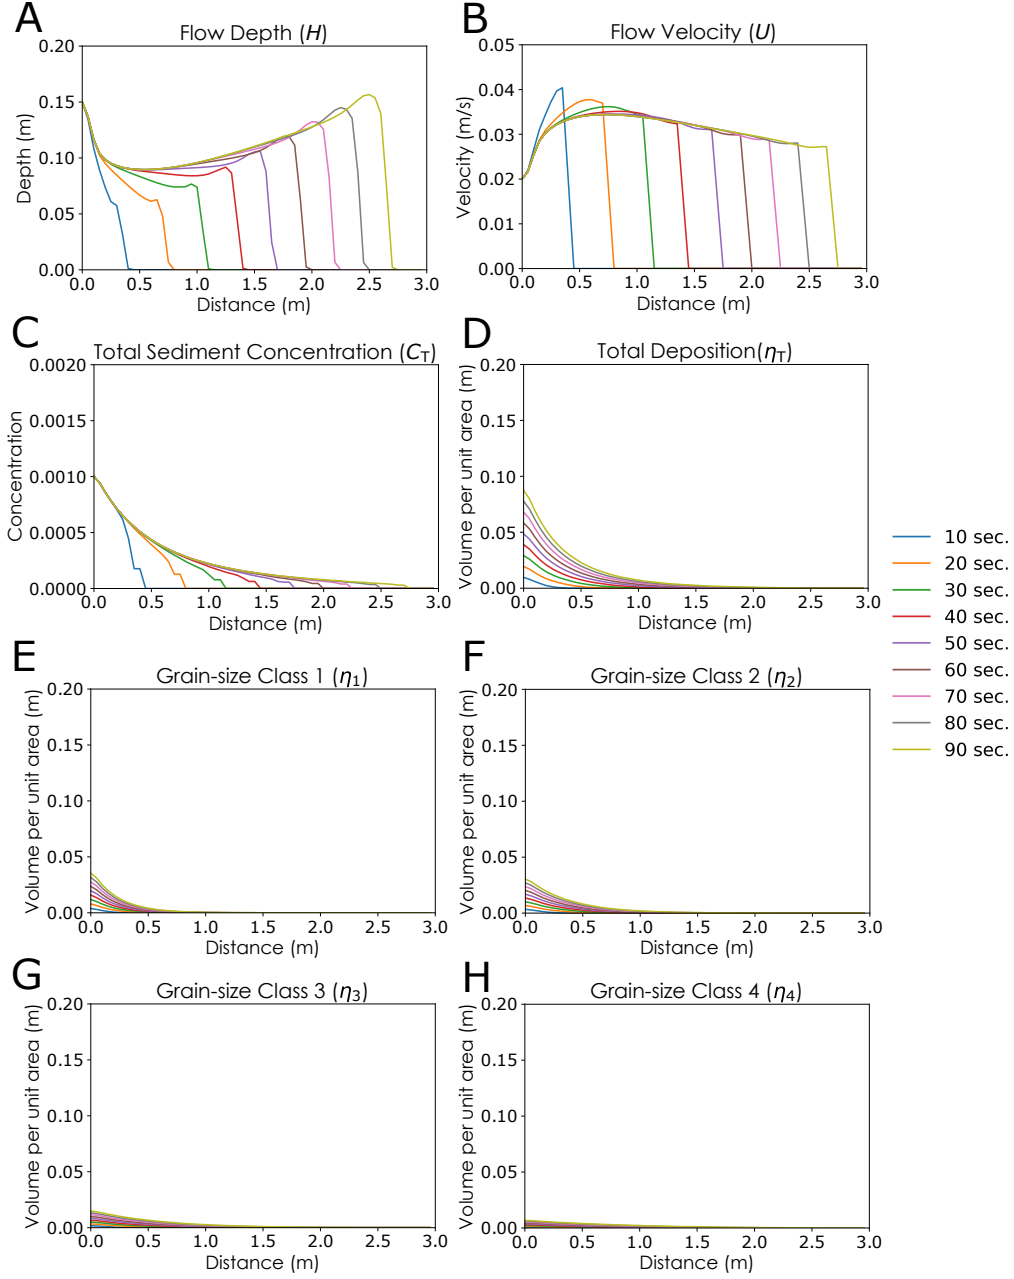 A
Flow Depth (H)
0.20
0.15
0.10
0.05
0.00
Depth (m)
0.0 0.5 1.0 1.5 2.0 2.5 3.0
Distance (m)
B
Flow Velocity (U)
0.05
0.04
0.03
0.02
0.01
0.00
Velocity (m/s)
0.0 0.5 1.0 1.5 2.0 2.5 3.0
Distance (m)
C
Total Sediment Concentration (CT)
0.0020
0.0015
0.0010
0.0005
0.0000
Concentration
0.0 0.5 1.0 1.5 2.0 2.5 3.0
Distance (m)
D
Total Deposition(ηT)
0.20
0.15
0.10
0.05
0.00
Volume per unit area (m)
0.0 0.5 1.0 1.5 2.0 2.5 3.0
Distance (m)
10 sec.
20 sec.
30 sec.
40 sec.
50 sec.
60 sec.
70 sec.
80 sec.
90 sec.
E
Grain-size Class 1 (η1)
0.20
0.15
0.10
0.05
0.00
Volume per unit area (m)
0.0 0.5 1.0 1.5 2.0 2.5 3.0
Distance (m)
F
Grain-size Class 2 (η2)
0.20
0.15
0.10
0.05
0.00
Volume per unit area (m)
0.0 0.5 1.0 1.5 2.0 2.5 3.0
Distance (m)
G
Grain-size Class 3 (η3)
0.20
0.15
0.10
0.05
0.00
Volume per unit area (m)
0.0 0.5 1.0 1.5 2.0 2.5 3.0
Distance (m)
H
Grain-size Class 4 (η4)
0.20
0.15
0.10
0.05
0.00
Volume per unit area (m)
0.0 0.5 1.0 1.5 2.0 2.5 3.0
Distance (m)